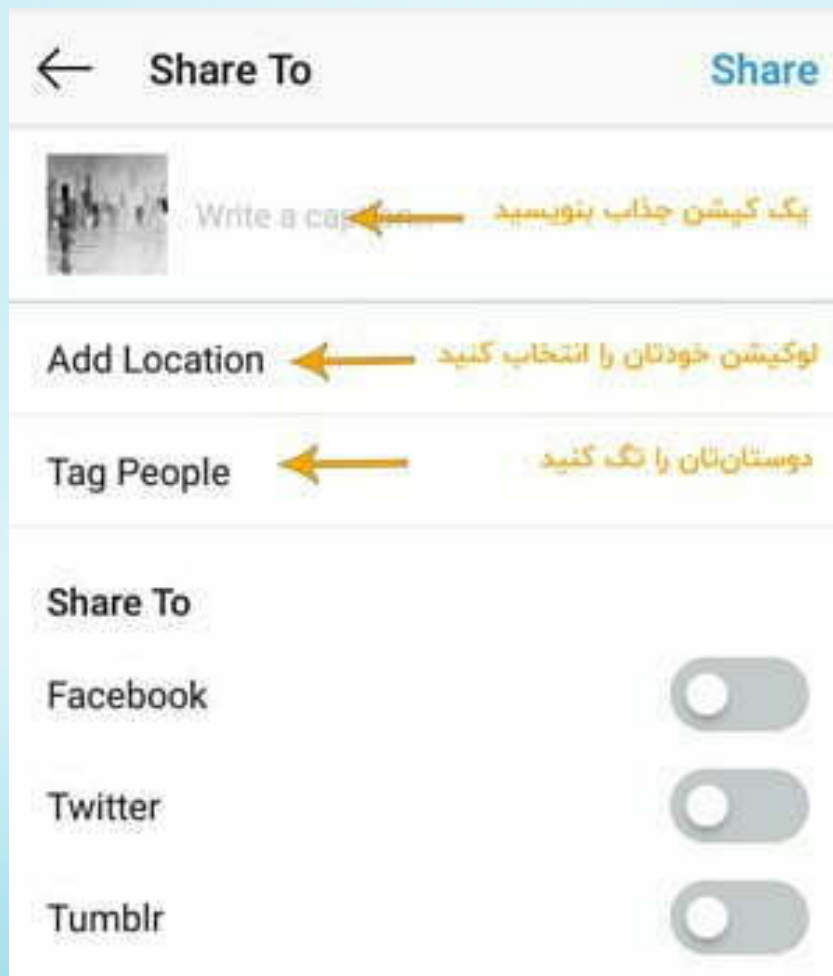 Share To
Share
Write a caption...
یک کپشن جذاب بنویسید
Add Location
لوکیشن خودتان را انتخاب کنید
Tag People
دوستان‌تان را تگ کنید
Share To
Facebook
Twitter
Tumblr